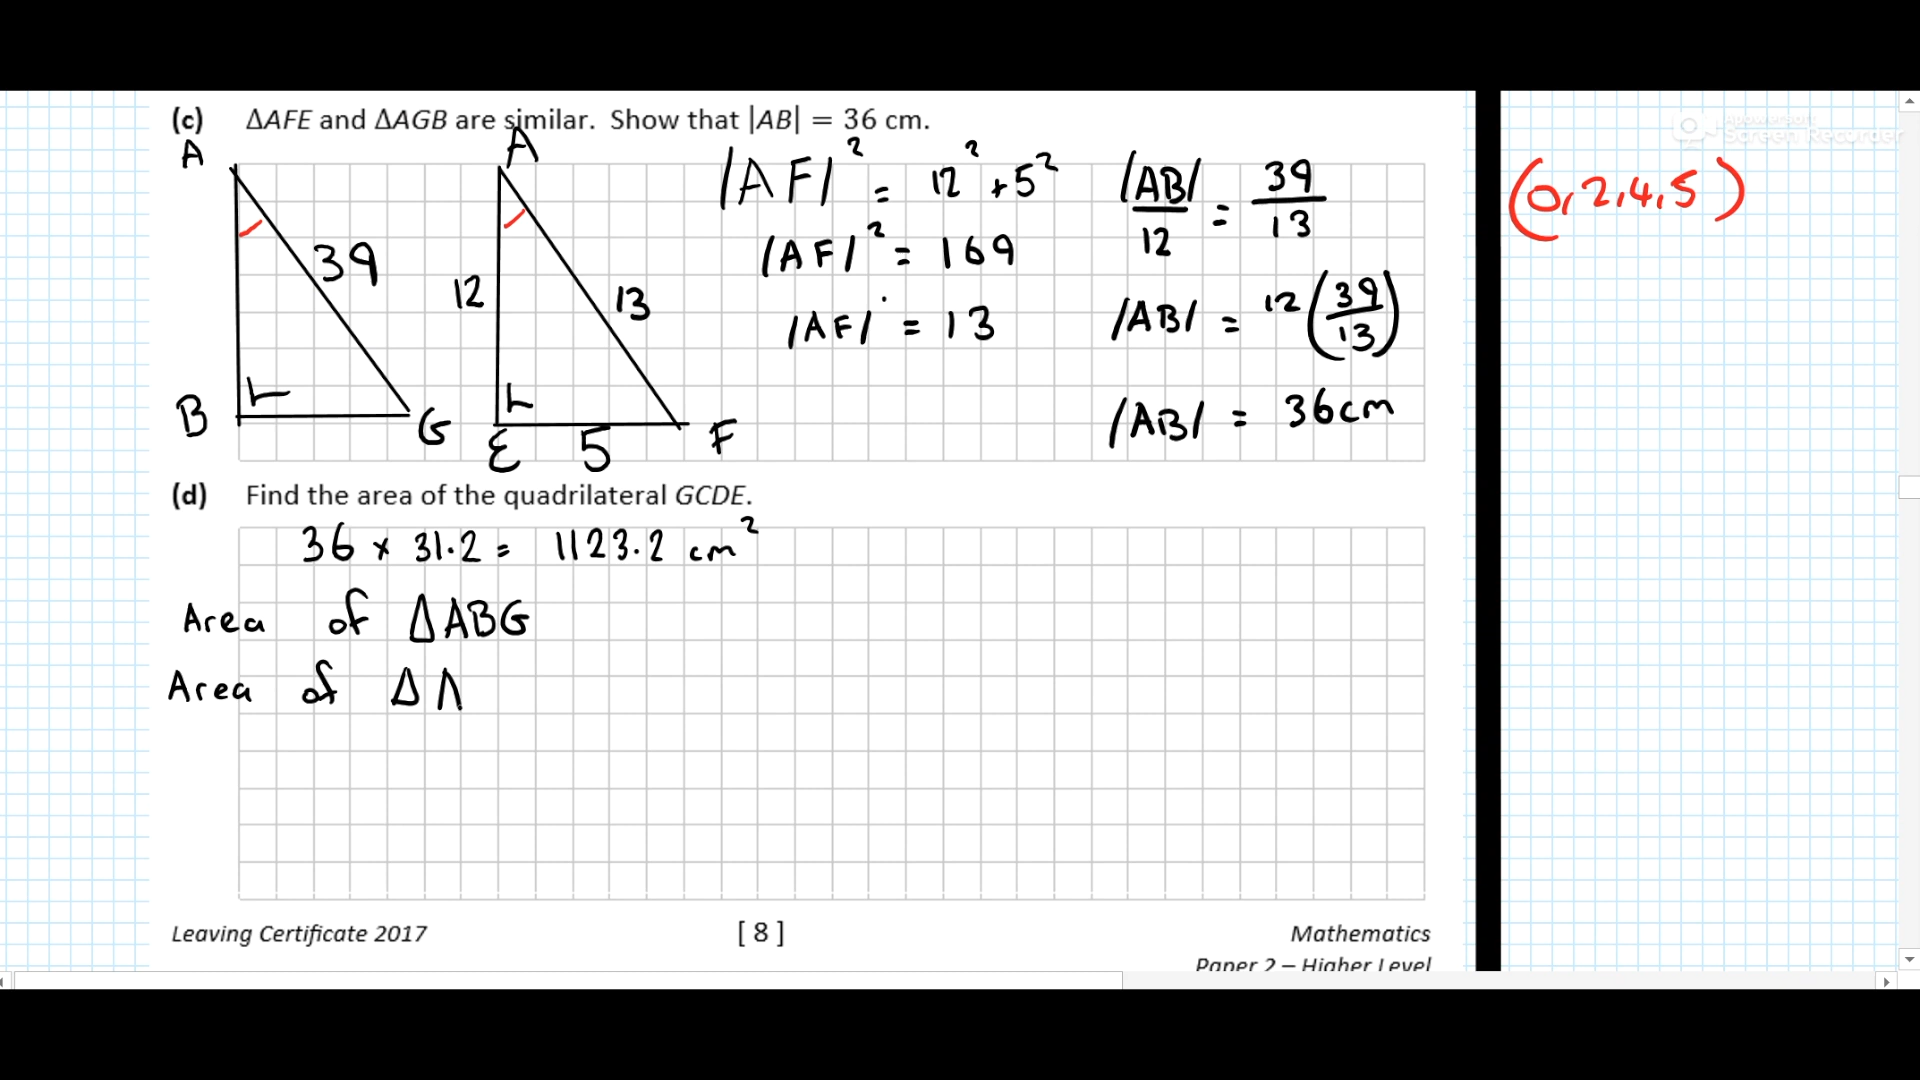 (c) ΔAFE and ΔAGB are similar. Show that |AB| = 36 cm.
A
39
B
G
A
12
13
E
5
F
|AF|² = 12² + 5²
|AF|² = 169
|AF| = 13
|AB|/12 = 39/13
|AB| = 12(39/13)
|AB| = 36cm
(0,2,4,5)
Apowersoft
Screen Recorder
(d) Find the area of the quadrilateral GCDE.
36 × 31.2 = 1123.2 cm²
Area of ΔABG
Area of Δ
Leaving Certificate 2017
[ 8 ]
Mathematics
Paper 2 – Higher Level